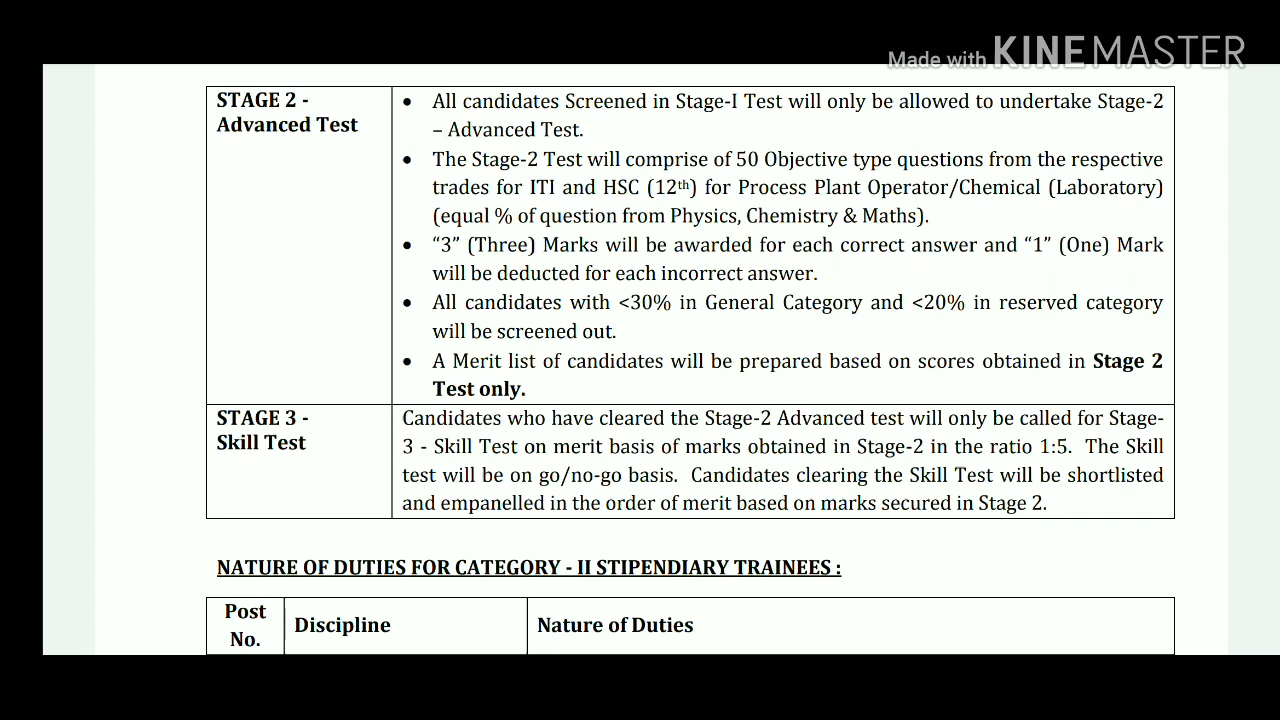 Made with KINEMASTER
STAGE 2 -
Advanced Test
• All candidates Screened in Stage-I Test will only be allowed to undertake Stage-2
– Advanced Test.
• The Stage-2 Test will comprise of 50 Objective type questions from the respective
trades for ITI and HSC (12th) for Process Plant Operator/Chemical (Laboratory)
(equal % of question from Physics, Chemistry & Maths).
• “3” (Three) Marks will be awarded for each correct answer and “1” (One) Mark
will be deducted for each incorrect answer.
• All candidates with <30% in General Category and <20% in reserved category
will be screened out.
• A Merit list of candidates will be prepared based on scores obtained in Stage 2
Test only.
STAGE 3 -
Skill Test
Candidates who have cleared the Stage-2 Advanced test will only be called for Stage-
3 - Skill Test on merit basis of marks obtained in Stage-2 in the ratio 1:5. The Skill
test will be on go/no-go basis. Candidates clearing the Skill Test will be shortlisted
and empanelled in the order of merit based on marks secured in Stage 2.
NATURE OF DUTIES FOR CATEGORY - II STIPENDIARY TRAINEES :
Post
No.
Discipline
Nature of Duties